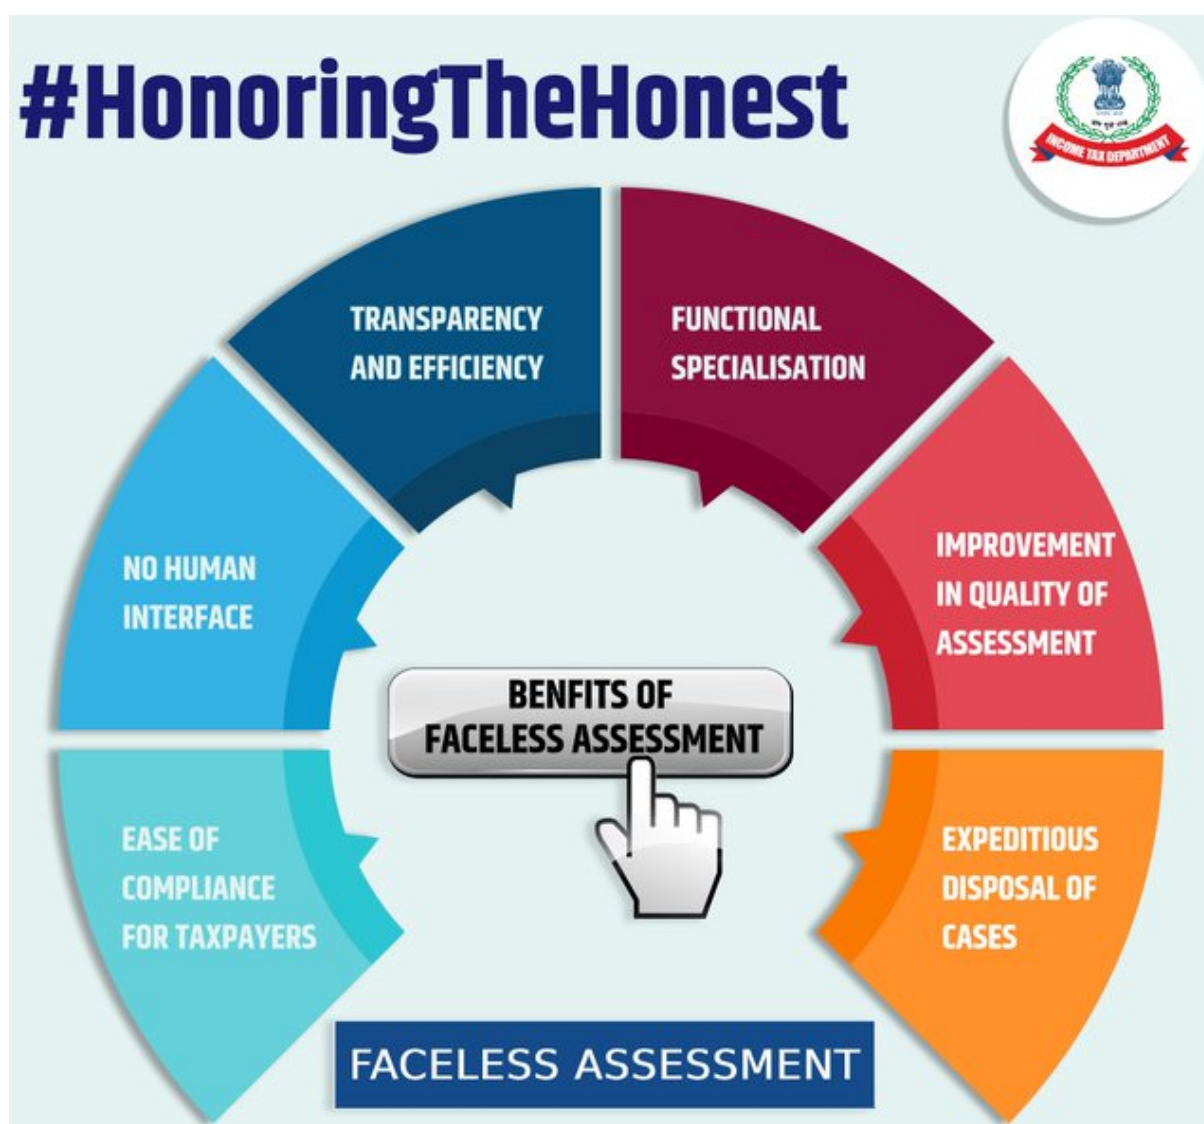 #HonoringTheHonest
INCOME TAX DEPARTMENT
TRANSPARENCY
AND EFFICIENCY
FUNCTIONAL
SPECIALISATION
NO HUMAN
INTERFACE
IMPROVEMENT
IN QUALITY OF
ASSESSMENT
BENFITS OF
FACELESS ASSESSMENT
EASE OF
COMPLIANCE
FOR TAXPAYERS
EXPEDITIOUS
DISPOSAL OF
CASES
FACELESS ASSESSMENT